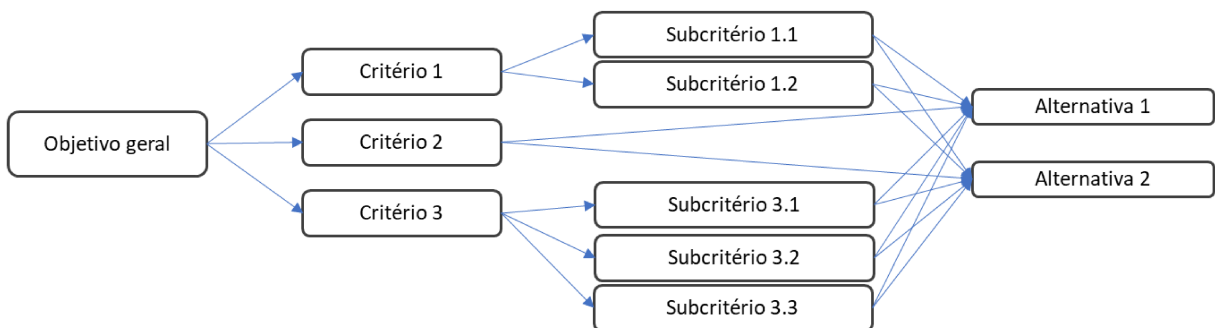 Objetivo geral
Critério 1
Critério 2
Critério 3
Subcritério 1.1
Subcritério 1.2
Subcritério 3.1
Subcritério 3.2
Subcritério 3.3
Alternativa 1
Alternativa 2